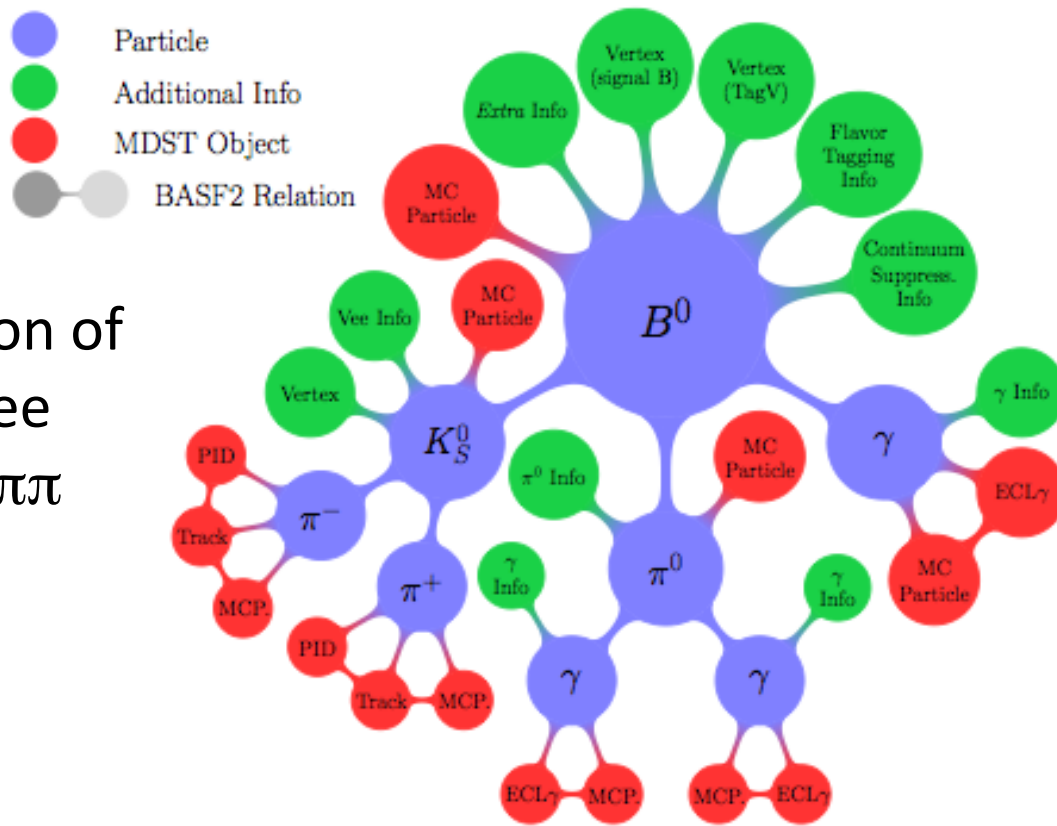 Particle
Additional Info
MDST Object
BASF2 Relation
on of
ee
ππ
Extra Info
Vertex
(signal B)
Vertex
(TagV)
Flavor
Tagging
Info
Continuum
Suppress.
Info
MC
Particle
B⁰
Vee Info
MC
Particle
Vertex
K⁰_S
PID
Track
MCP.
π⁻
π⁺
PID
Track
MCP.
π⁰ Info
MC
Particle
π⁰
γ
Info
γ
ECLγ
MCP.
γ
Info
γ
MCP.
ECLγ
γ
γ Info
ECLγ
MC
Particle